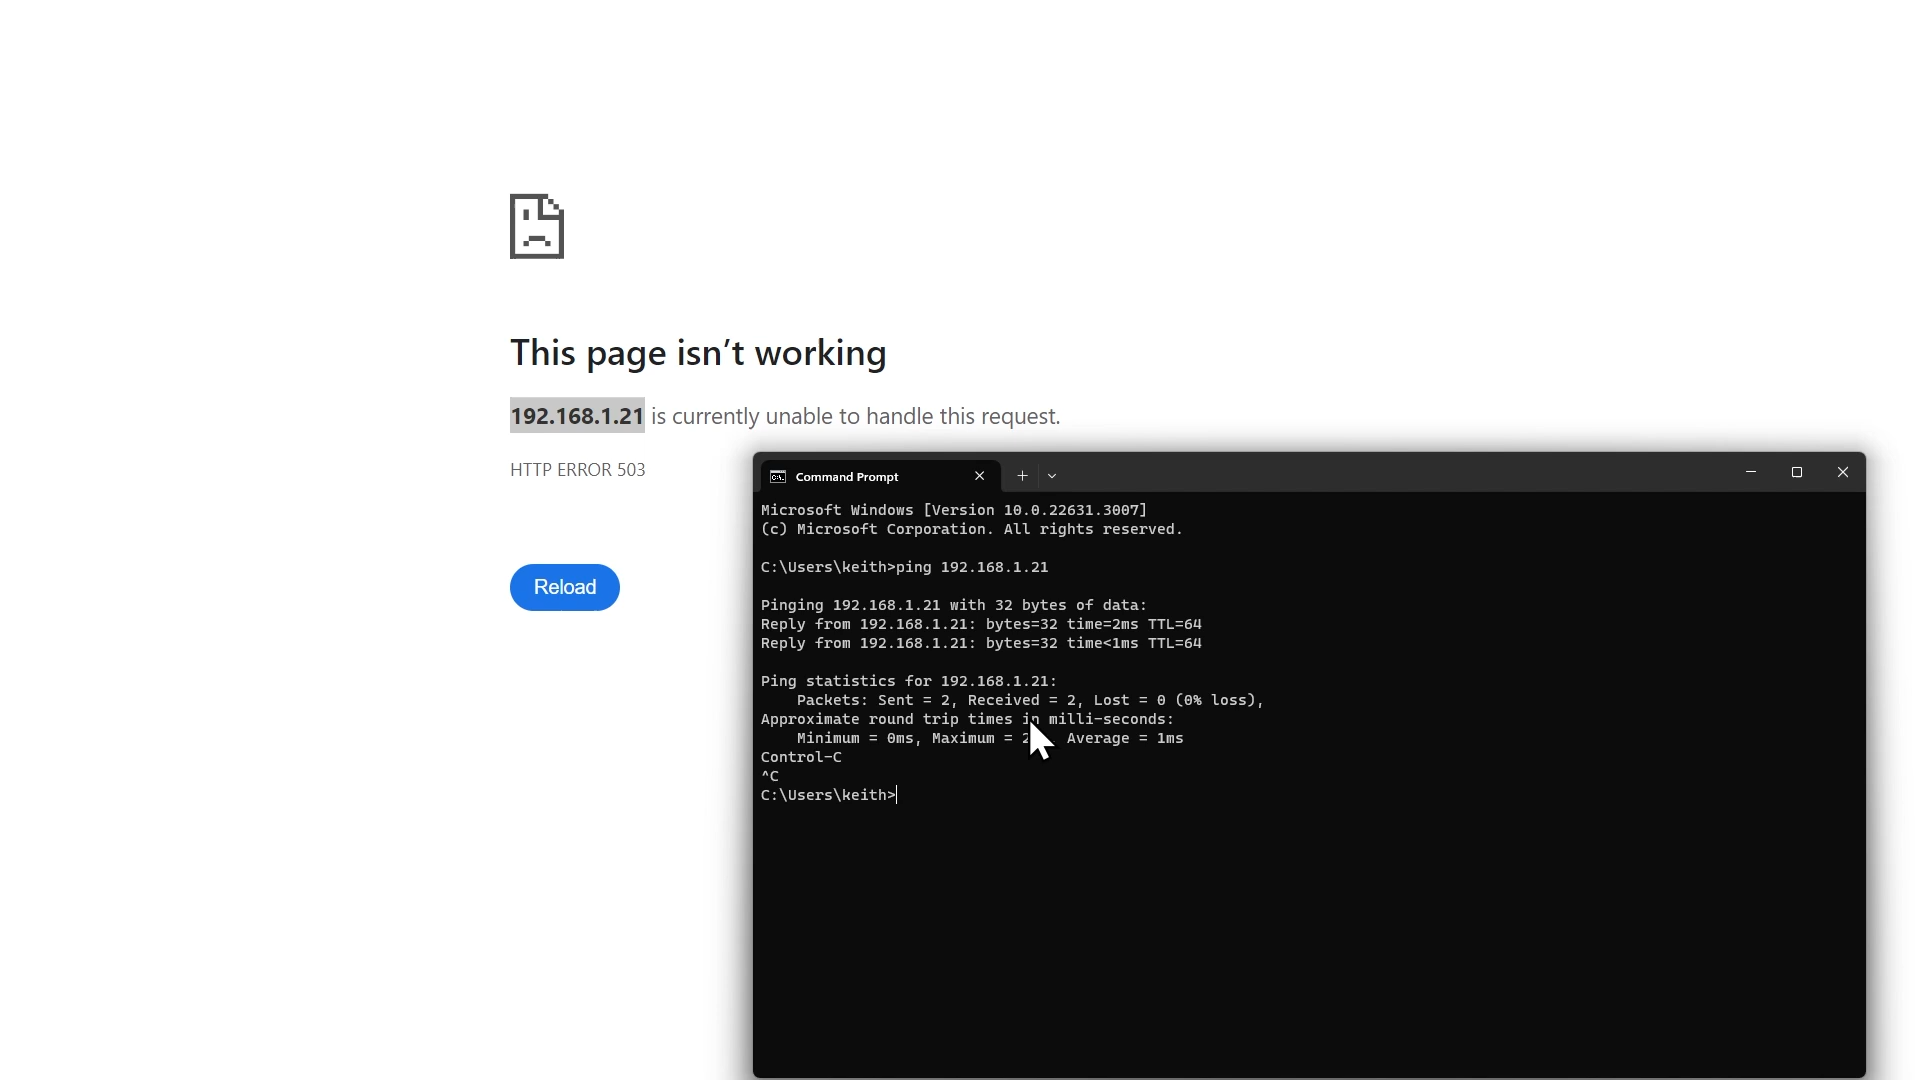 This page isn't working
192.168.1.21 is currently unable to handle this request.
HTTP ERROR 503
Reload
Command Prompt
Microsoft Windows [Version 10.0.22631.3007]
(c) Microsoft Corporation. All rights reserved.
C:\Users\keith>ping 192.168.1.21
Pinging 192.168.1.21 with 32 bytes of data:
Reply from 192.168.1.21: bytes=32 time=2ms TTL=64
Reply from 192.168.1.21: bytes=32 time<1ms TTL=64
Ping statistics for 192.168.1.21:
Packets: Sent = 2, Received = 2, Lost = 0 (0% loss),
Approximate round trip times in milli-seconds:
Minimum = 0ms, Maximum = Average = 1ms
Control-C
^C
C:\Users\keith>